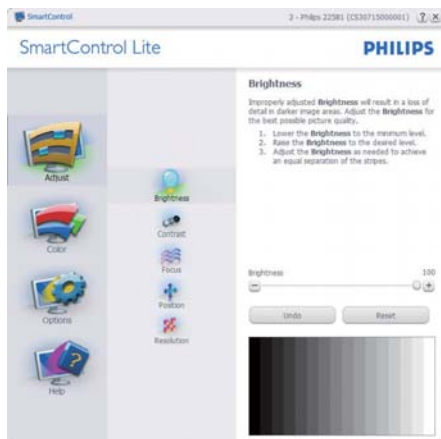 SmartControl
2 - Philips 225B1 (CS30715000001)
SmartControl Lite
PHILIPS
Adjust
Color
Options
Help
Brightness
Contrast
Focus
Position
Resolution
Brightness
Improperly adjusted Brightness will result in a loss of
detail in darker image areas. Adjust the Brightness for
the best possible picture quality.
1. Lower the Brightness to the minimum level.
2. Raise the Brightness to the desired level.
3. Adjust the Brightness as needed to achieve
an equal separation of the stripes.
Brightness 100
Undo
Reset